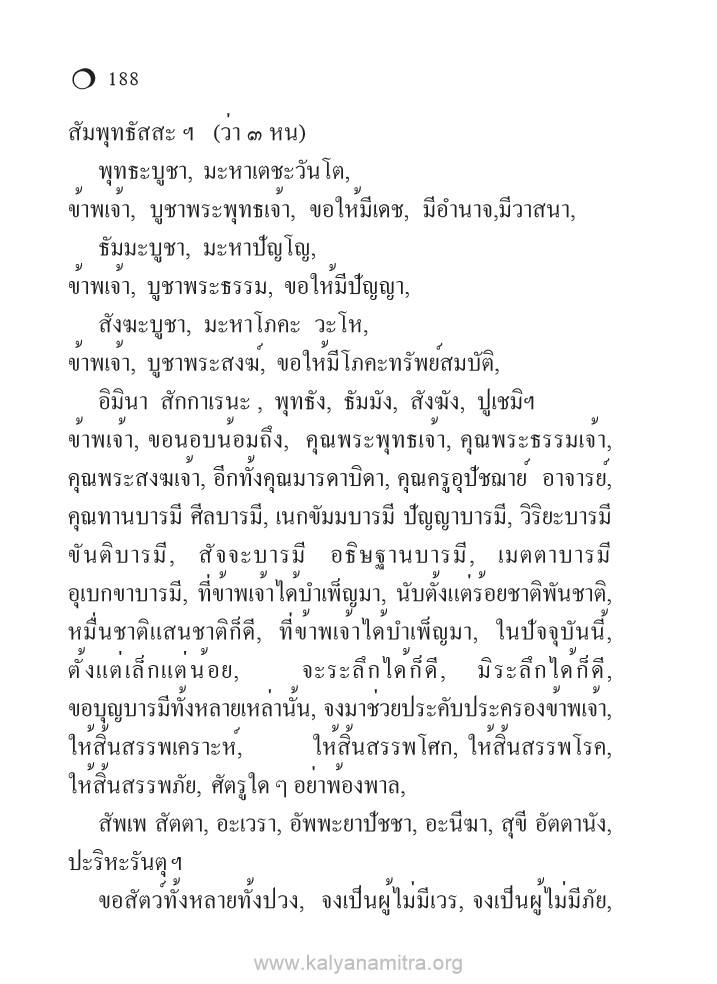 188
สัมพุทธัสสะ ฯ (ว่า ๓ หน)
พุทธะบูชา, มะหาเตชะวันโต,
ข้าพเจ้า, บูชาพระพุทธเจ้า, ขอให้มีเดช, มีอำนาจ,มีวาสนา,
ธัมมะบูชา, มะหาปัญโญ,
ข้าพเจ้า, บูชาพระธรรม, ขอให้มีปัญญา,
สังฆะบูชา, มะหาโภคะ วะโห,
ข้าพเจ้า, บูชาพระสงฆ์, ขอให้มีโภคะทรัพย์สมบัติ,
อิมินา สักกาเรนะ , พุทธัง, ธัมมัง, สังฆัง, ปูเชมิฯ
ข้าพเจ้า, ขอนอบน้อมถึง, คุณพระพุทธเจ้า, คุณพระธรรมเจ้า,
คุณพระสงฆเจ้า, อีกทั้งคุณมารดาบิดา, คุณครูอุปัชฌาย์ อาจารย์,
คุณทานบารมี ศีลบารมี, เนกขัมมบารมี ปัญญาบารมี, วิริยะบารมี
ขันติบารมี, สัจจะบารมี อธิษฐานบารมี, เมตตาบารมี
อุเบกขาบารมี, ที่ข้าพเจ้าได้บำเพ็ญมา, นับตั้งแต่ร้อยชาติพันชาติ,
หมื่นชาติแสนชาติก็ดี, ที่ข้าพเจ้าได้บำเพ็ญมา, ในปัจจุบันนี้,
ตั้งแต่เล็กแต่น้อย, จะระลึกได้ก็ดี, มิระลึกได้ก็ดี,
ขอบุญบารมีทั้งหลายเหล่านั้น, จงมาช่วยประคับประครองข้าพเจ้า,
ให้สิ้นสรรพเคราะห์, ให้สิ้นสรรพโศก, ให้สิ้นสรรพโรค,
ให้สิ้นสรรพภัย, ศัตรูใด ๆ อย่าพ้องพาล,
สัพเพ สัตตา, อะเวรา, อัพพะยาปัชชา, อะนีฆา, สุขี อัตตานัง,
ปะริหะรันตุฯ
ขอสัตว์ทั้งหลายทั้งปวง, จงเป็นผู้ไม่มีเวร, จงเป็นผู้ไม่มีภัย,
www.kalyanamitra.org